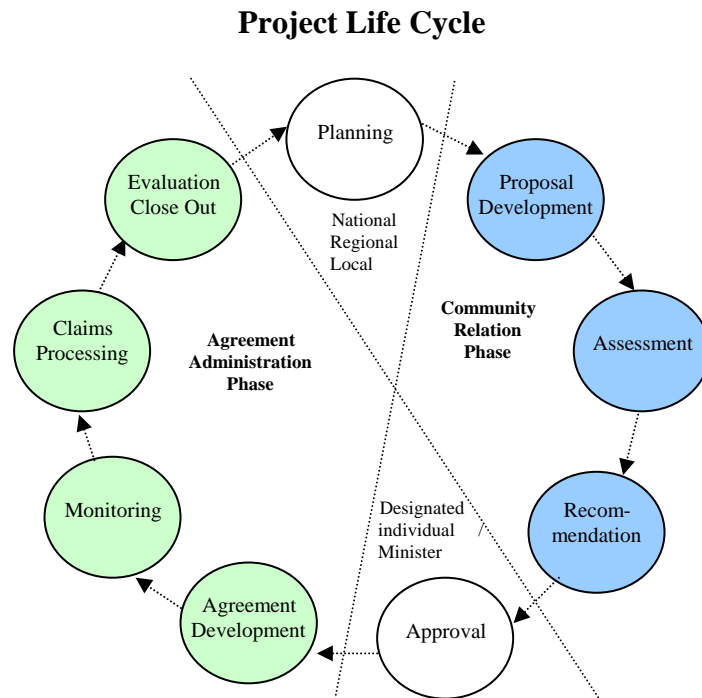 Project Life Cycle
Planning
National
Regional
Local
Proposal
Development
Community
Relation
Phase
Assessment
Recom-
mendation
Designated
individual /
Minister
Approval
Agreement
Development
Monitoring
Claims
Processing
Evaluation
Close Out
Agreement
Administration
Phase